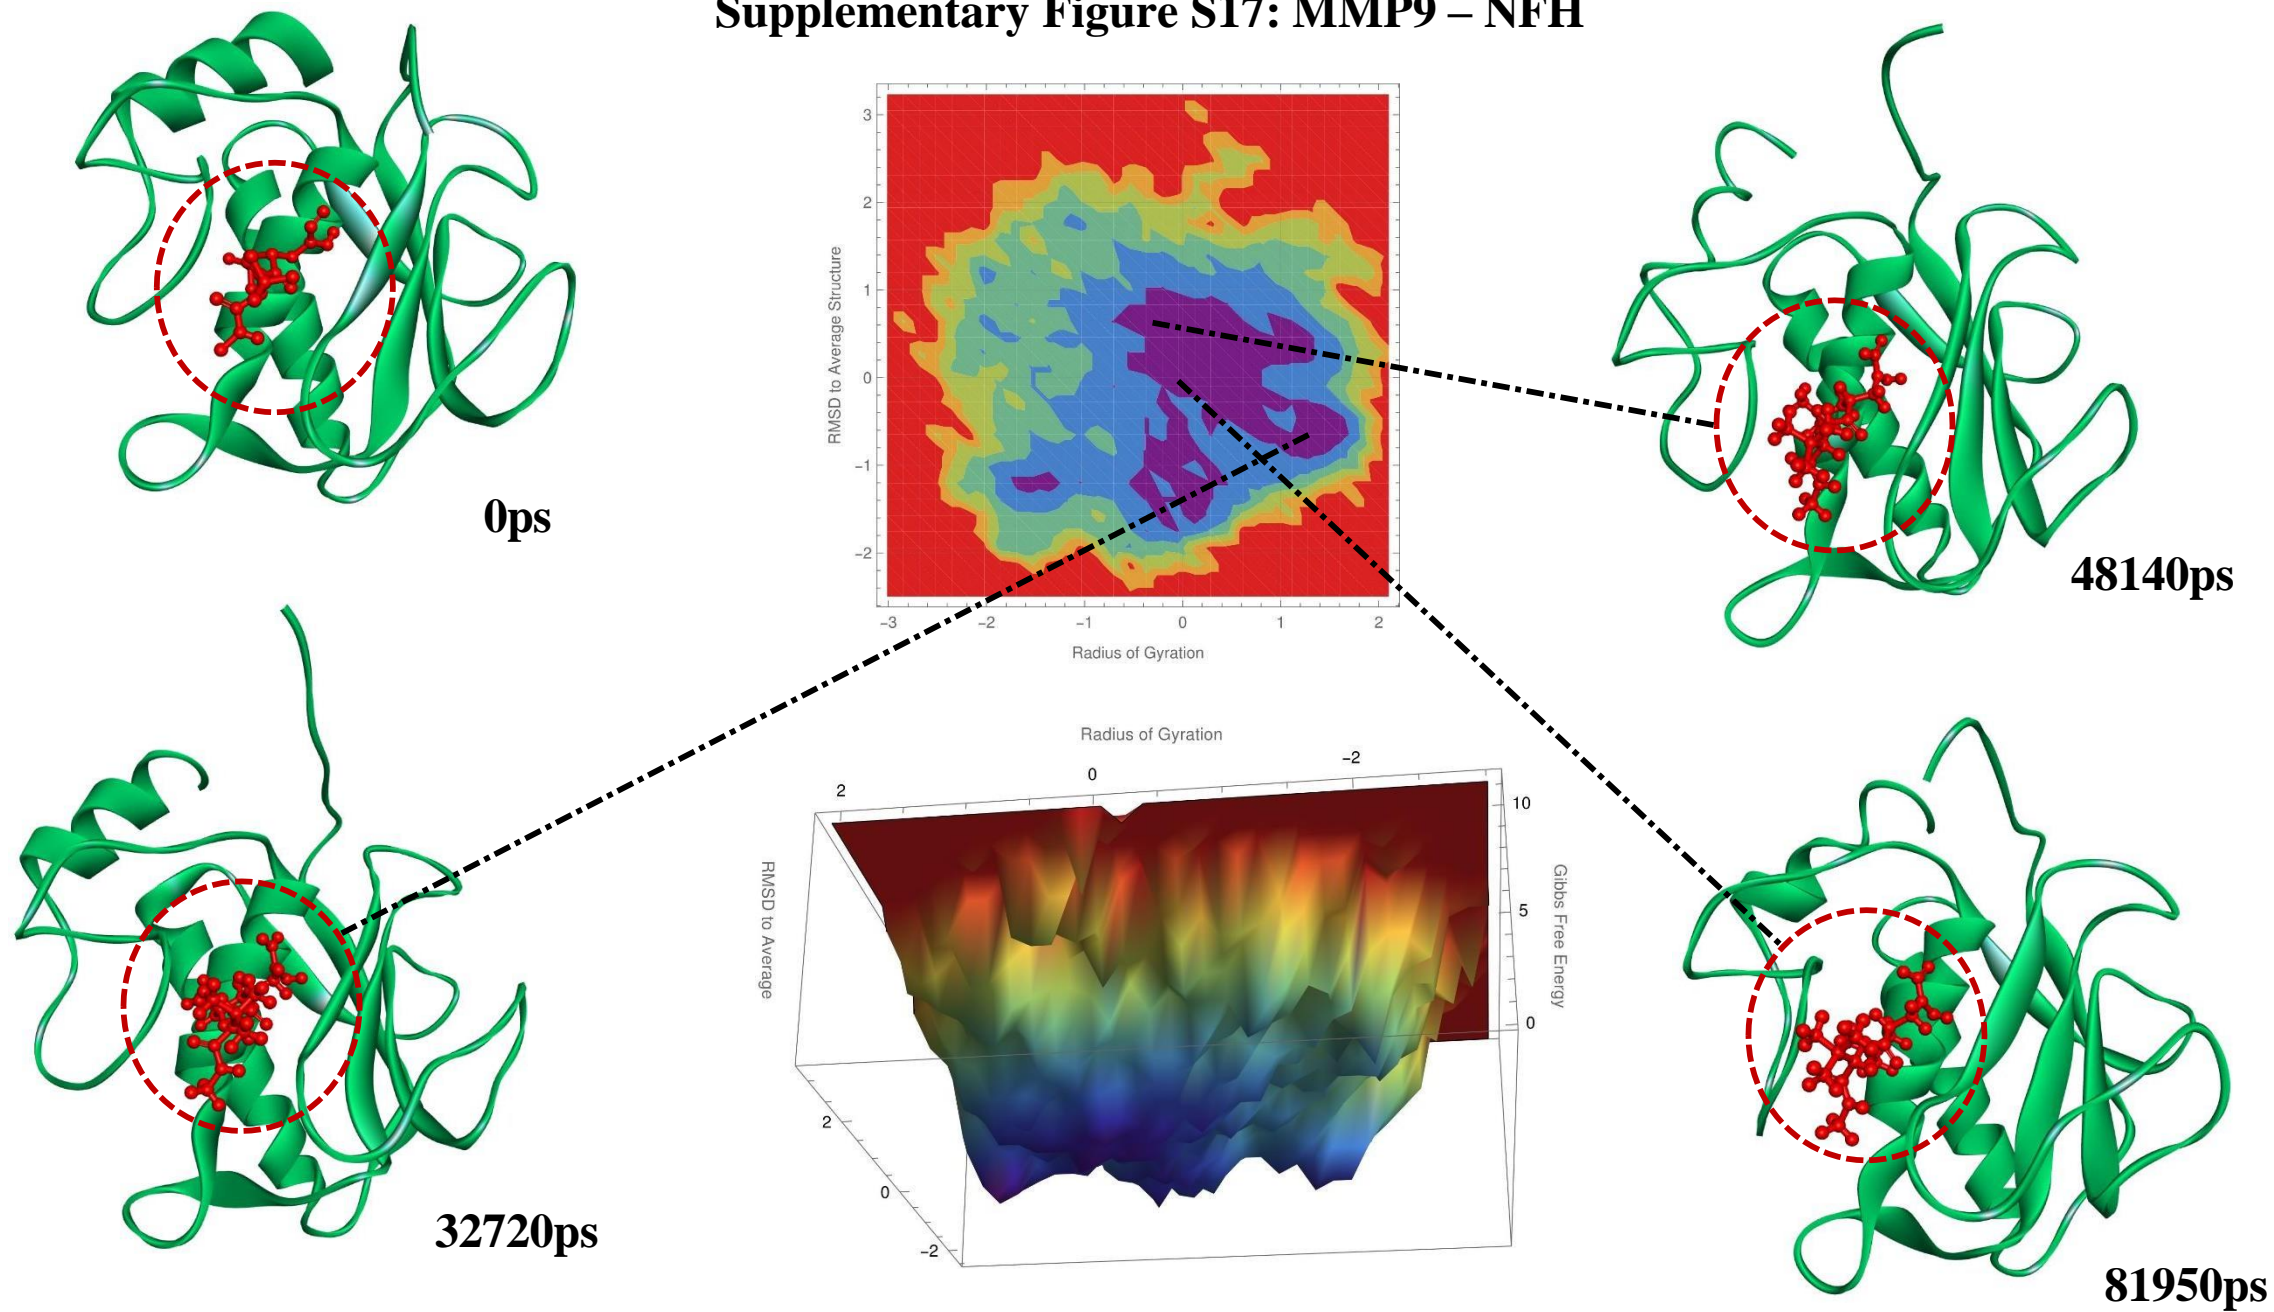 Supplementary Figure S17: MMP9 – NFH
3
2
1
0
−1
−2
RMSD to Average Structure
−3
−2
−1
0
1
2
Radius of Gyration
0ps
48140ps
Radius of Gyration
2
0
−2
10
5
0
Gibbs Free Energy
RMSD to Average
2
0
−2
32720ps
81950ps